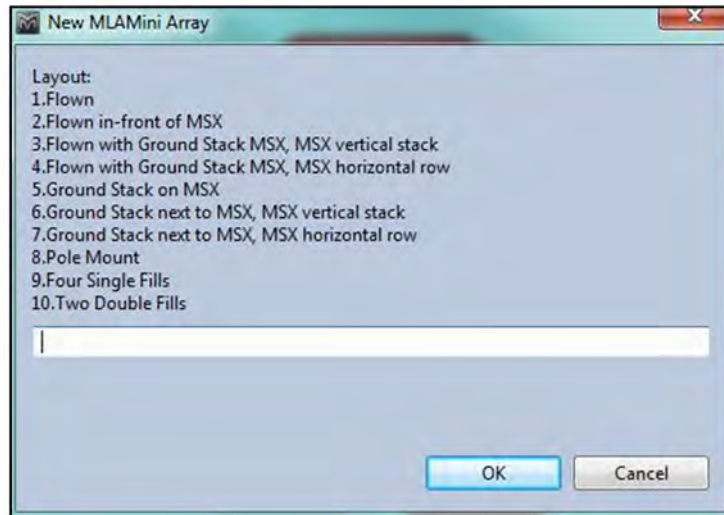 New MLAMini Array
Layout:
1.Flown
2.Flown in-front of MSX
3.Flown with Ground Stack MSX, MSX vertical stack
4.Flown with Ground Stack MSX, MSX horizontal row
5.Ground Stack on MSX
6.Ground Stack next to MSX, MSX vertical stack
7.Ground Stack next to MSX, MSX horizontal row
8.Pole Mount
9.Four Single Fills
10.Two Double Fills
OK Cancel